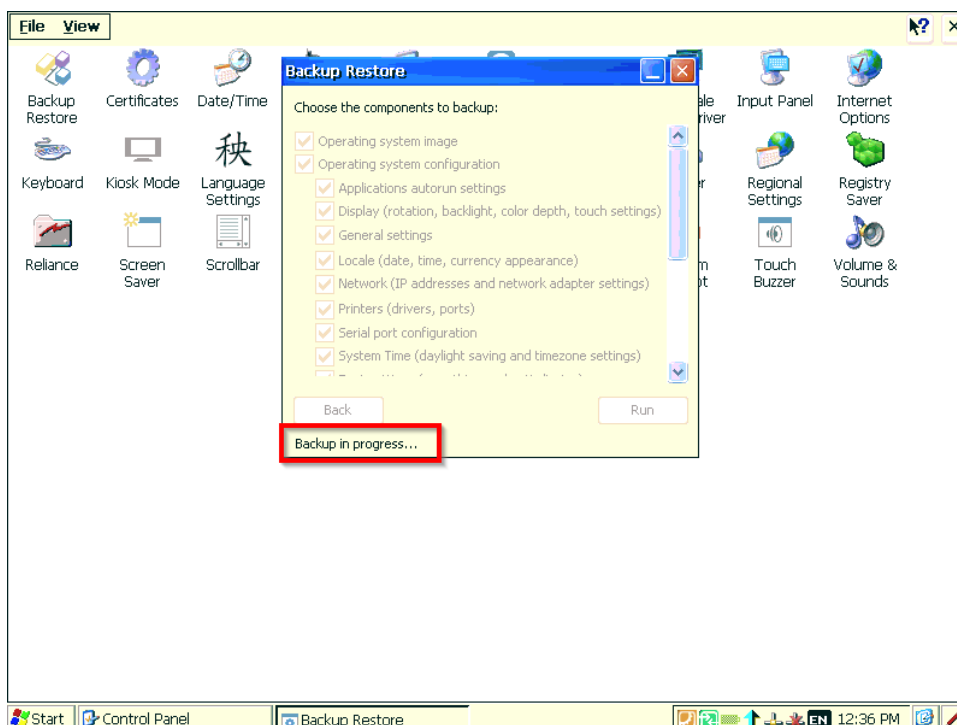 File View
Backup Restore
Certificates
Date/Time
Input Panel
Internet Options
Keyboard
Kiosk Mode
秧
Language Settings
Regional Settings
Registry Saver
Reliance
Screen Saver
Scrollbar
Touch Buzzer
Volume & Sounds
Backup Restore
Choose the components to backup:
Operating system image
Operating system configuration
Applications autorun settings
Display (rotation, backlight, color depth, touch settings)
General settings
Locale (date, time, currency appearance)
Network (IP addresses and network adapter settings)
Printers (drivers, ports)
Serial port configuration
System Time (daylight saving and timezone settings)
Back Run
Backup in progress...
Start Control Panel Backup Restore EN 12:36 PM